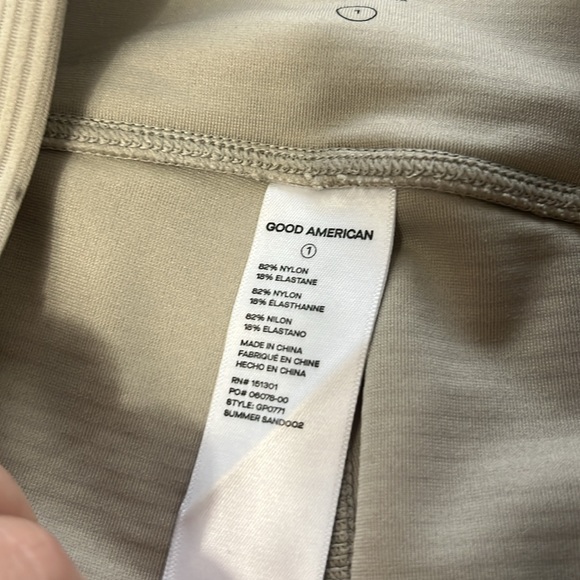 GOOD AMERICAN
1
82% NYLON
18% ELASTANE
82% NYLON
18% ELASTHANNE
82% NILON
18% ELASTANO
MADE IN CHINA
FABRIQUÉ EN CHINE
HECHO EN CHINA
RN# 151301
PO# 06078-00
STYLE: GP0771
SUMMER SAND002